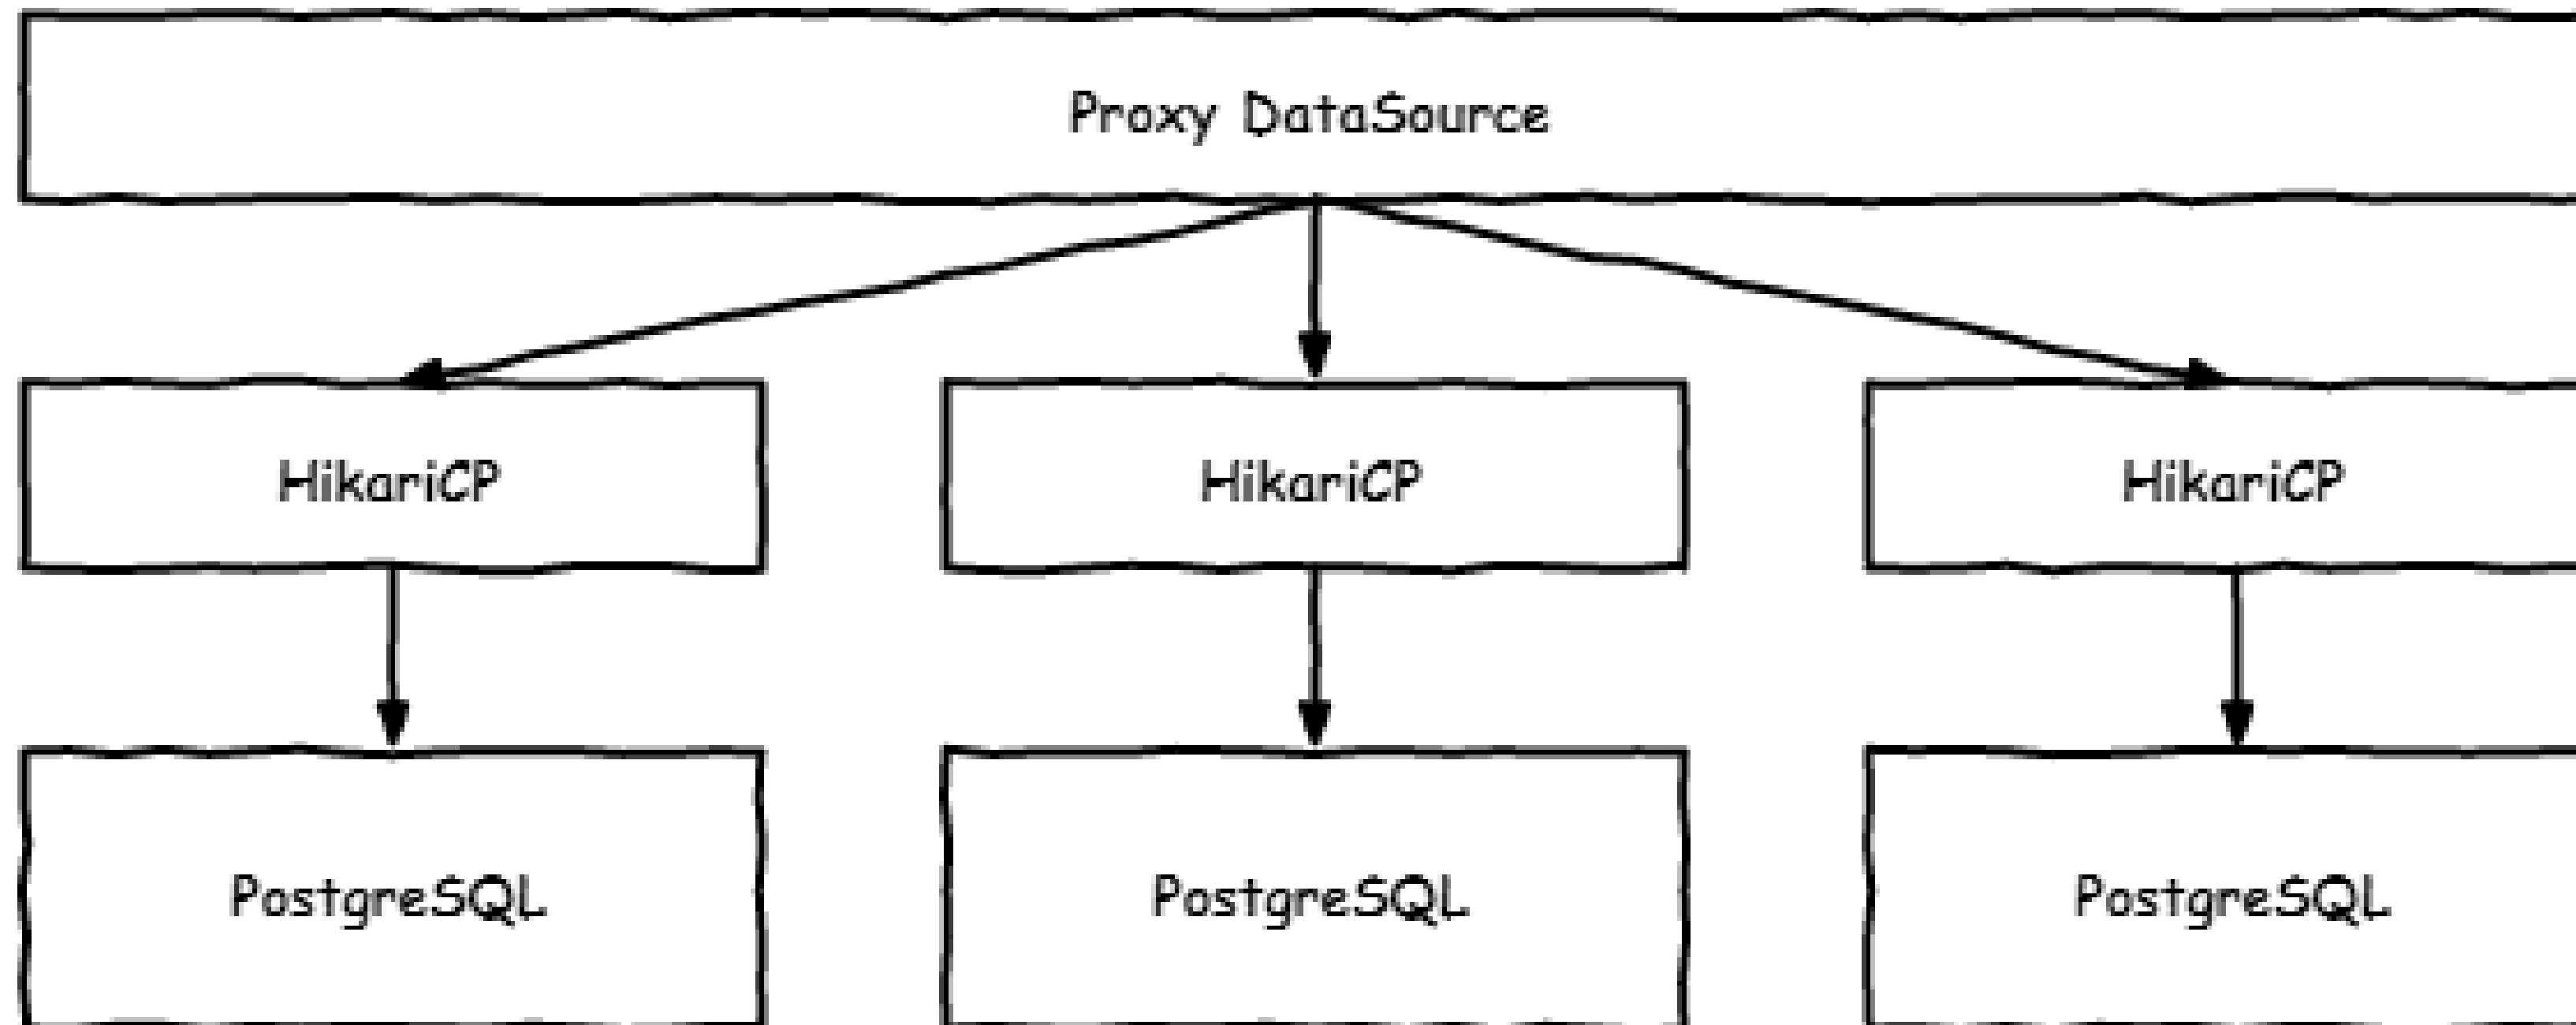 Proxy DataSource
HikariCP
HikariCP
HikariCP
PostgreSQL
PostgreSQL
PostgreSQL